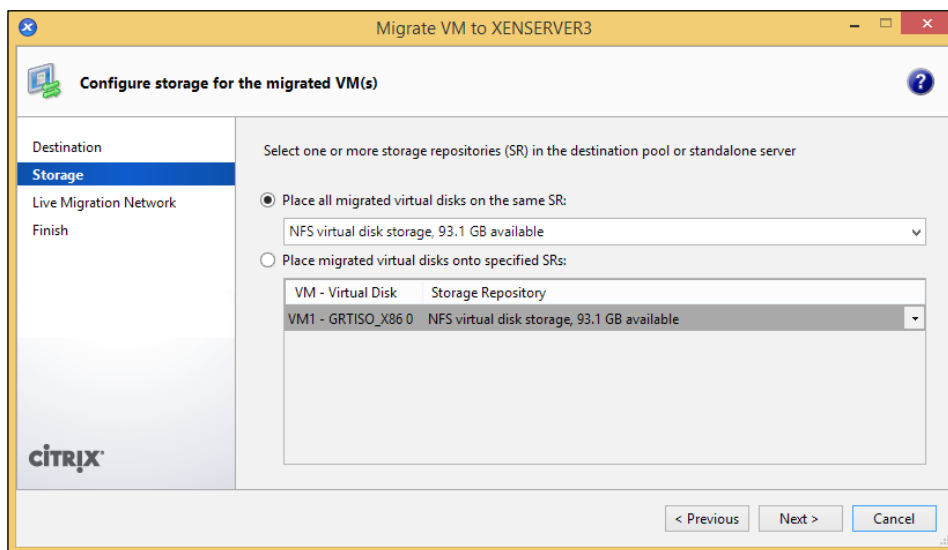 Migrate VM to XENSERVER3
Configure storage for the migrated VM(s)
?
Destination
Storage
Live Migration Network
Finish
Select one or more storage repositories (SR) in the destination pool or standalone server
Place all migrated virtual disks on the same SR:
NFS virtual disk storage, 93.1 GB available
Place migrated virtual disks onto specified SRs:
VM - Virtual Disk Storage Repository
VM1 - GRTISO_X86 0 NFS virtual disk storage, 93.1 GB available
CİTRIX
< Previous Next > Cancel